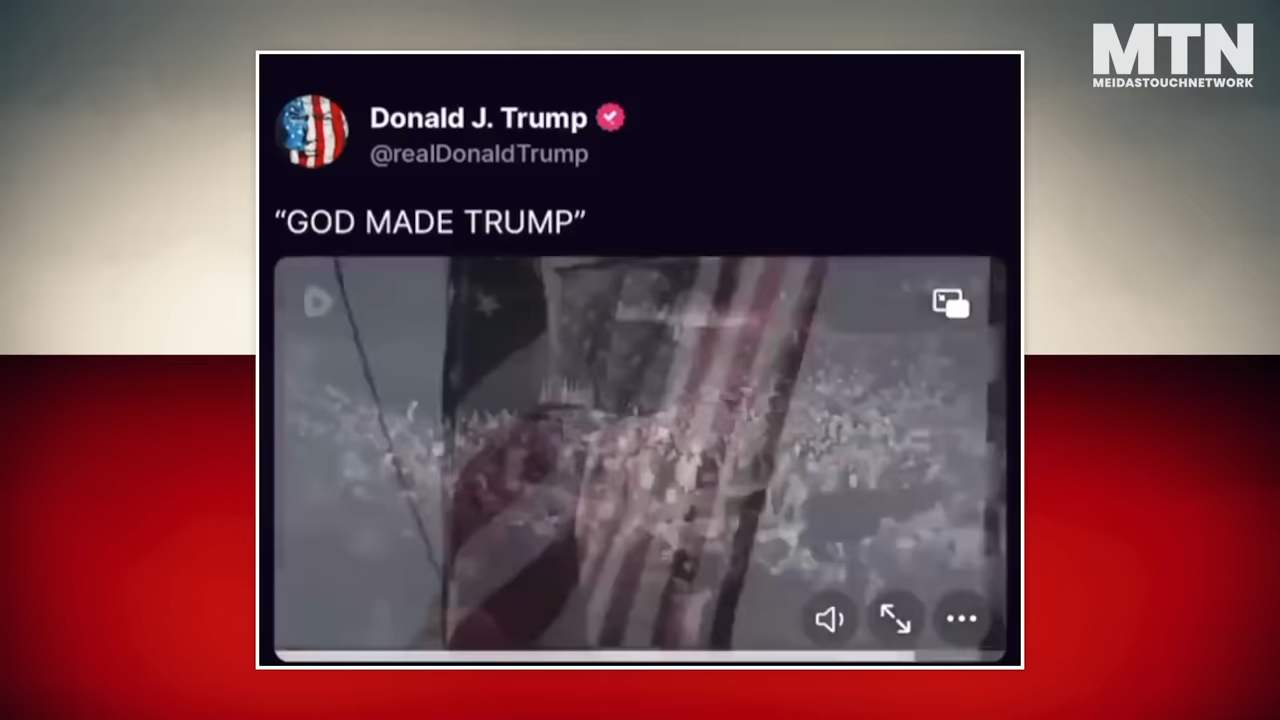 MTN
MEIDASTOUCHNETWORK
Donald J. Trump
@realDonaldTrump
“GOD MADE TRUMP”